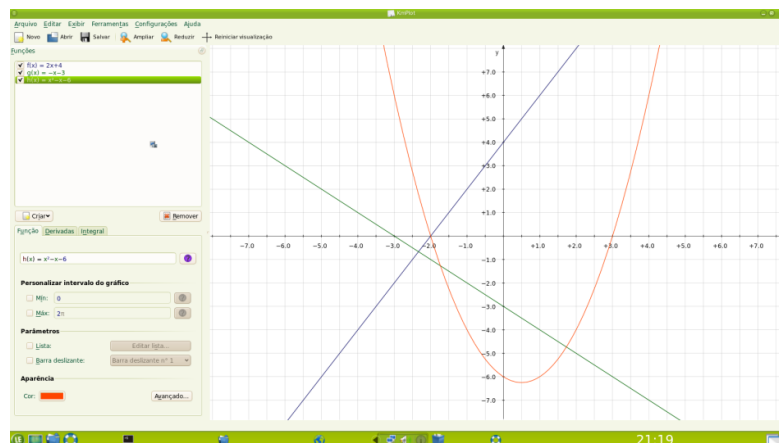 KmPlot
Arquivo Editar Exibir Ferramentas Configurações Ajuda
Novo Abrir Salvar Ampliar Reduzir Reiniciar visualização
Funções
f(x) = 2x+4
g(x) = −x−3
h(x) = x²−x−6
Criar
Remover
Função Derivadas Integral
h(x) = x²−x−6
Personalizar intervalo do gráfico
Mín: 0
Máx: 2π
Parâmetros
Lista: Editar lista...
Barra deslizante: Barra deslizante n° 1
Aparência
Cor: Avançado...
y
+7.0
+6.0
+5.0
+4.0
+3.0
+2.0
+1.0
−7.0 −6.0 −5.0 −4.0 −3.0 −2.0 −1.0 +1.0 +2.0 +3.0 +4.0 +5.0 +6.0 +7.0
−1.0
−2.0
−3.0
−4.0
−5.0
−6.0
−7.0
21:19